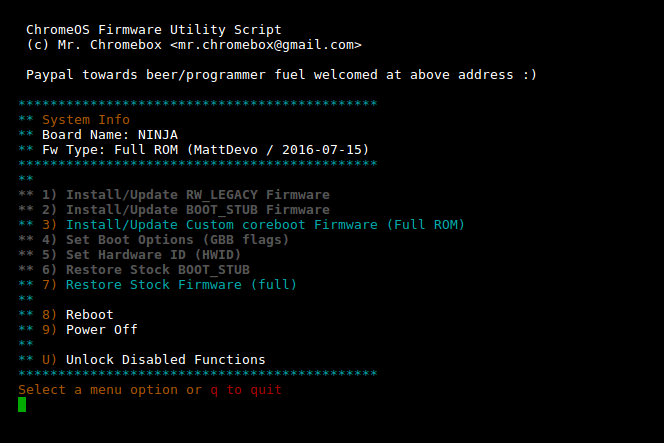 ChromeOS Firmware Utility Script
(c) Mr. Chromebox <mr.chromebox@gmail.com>
Paypal towards beer/programmer fuel welcomed at above address :)
*********************************************
** System Info
** Board Name: NINJA
** Fw Type: Full ROM (MattDevo / 2016-07-15)
*********************************************
**
** 1) Install/Update RW_LEGACY Firmware
** 2) Install/Update BOOT_STUB Firmware
** 3) Install/Update Custom coreboot Firmware (Full ROM)
** 4) Set Boot Options (GBB flags)
** 5) Set Hardware ID (HWID)
** 6) Restore Stock BOOT_STUB
** 7) Restore Stock Firmware (full)
**
** 8) Reboot
** 9) Power Off
**
** U) Unlock Disabled Functions
*********************************************
Select a menu option or q to quit